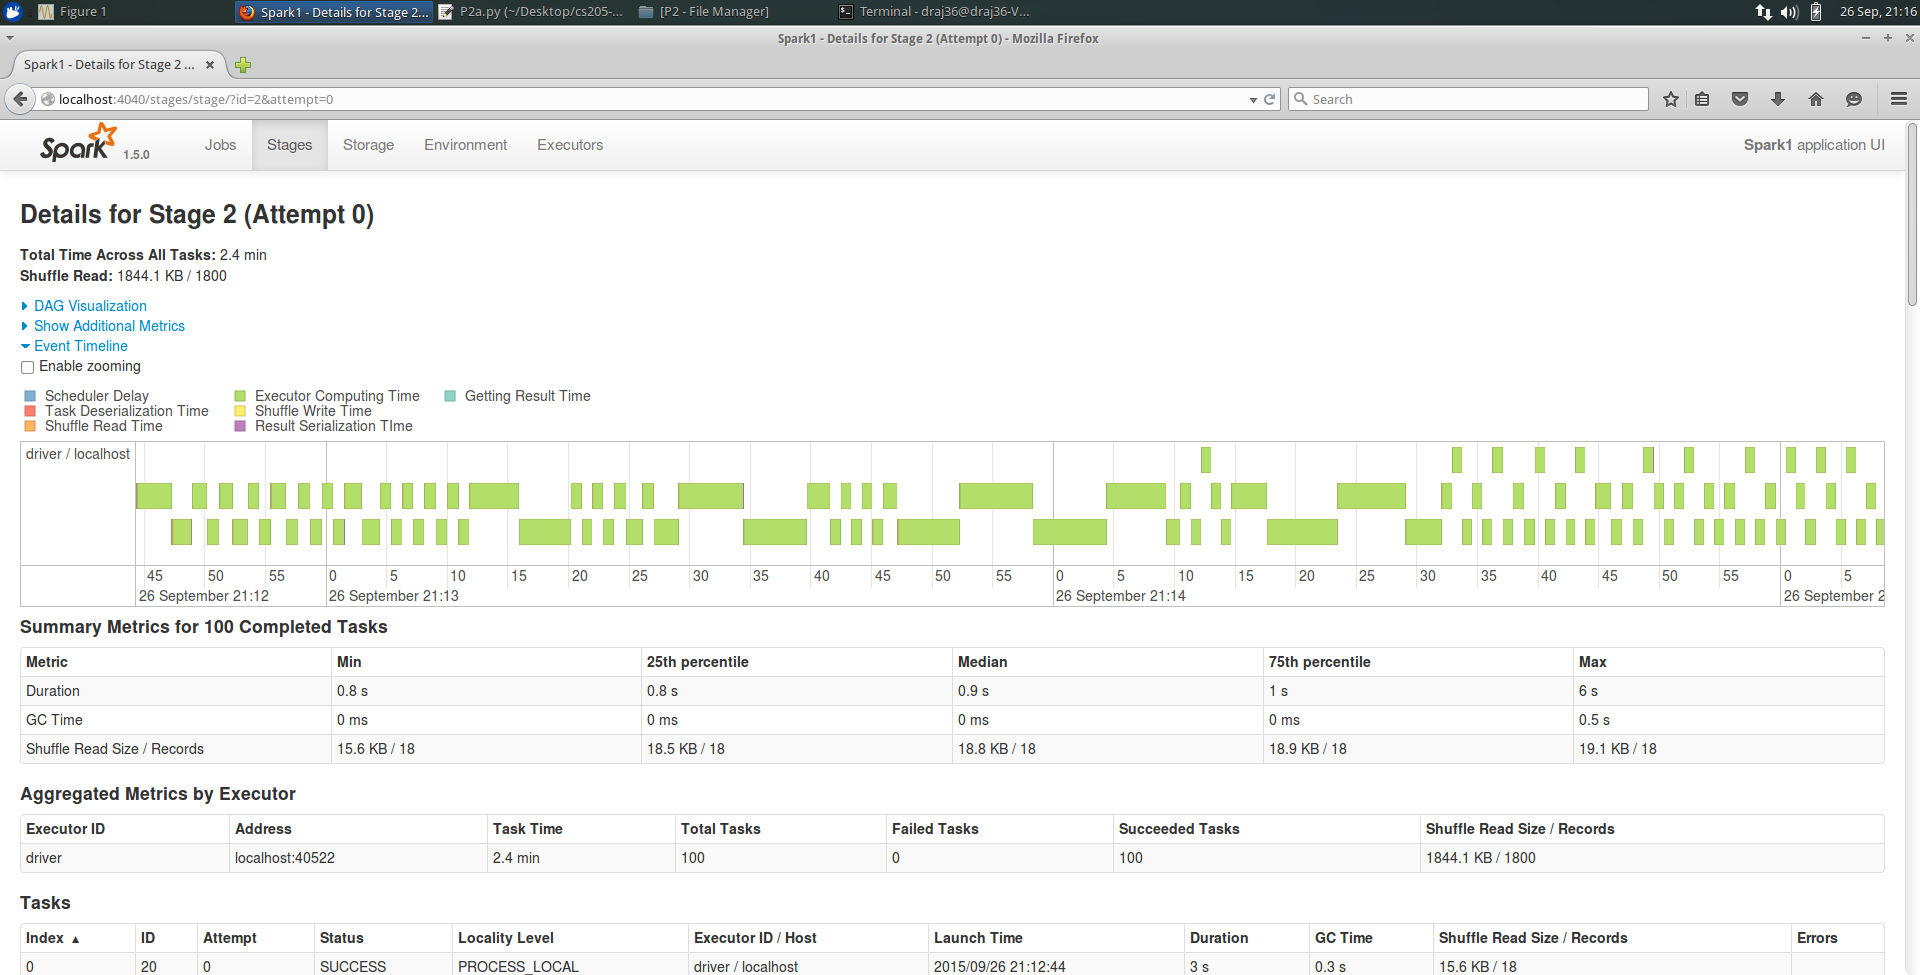 Figure 1 Spark1 - Details for Stage 2... P2a.py (~/Desktop/cs205-... [P2 - File Manager] Terminal - draj36@draj36-V... 26 Sep, 21:16
Spark1 - Details for Stage 2 (Attempt 0) - Mozilla Firefox
Spark1 - Details for Stage 2 ...
localhost:4040/stages/stage/?id=2&attempt=0 Search
Spark 1.5.0 Jobs Stages Storage Environment Executors Spark1 application UI
Details for Stage 2 (Attempt 0)
Total Time Across All Tasks: 2.4 min
Shuffle Read: 1844.1 KB / 1800
DAG Visualization
Show Additional Metrics
Event Timeline
Enable zooming
Scheduler Delay Executor Computing Time Getting Result Time
Task Deserialization Time Shuffle Write Time
Shuffle Read Time Result Serialization TIme
driver / localhost
45 50 55 0 5 10 15 20 25 30 35 40 45 50 55 0 5 10 15 20 25 30 35 40 45 50 55 0 5
26 September 21:12 26 September 21:13 26 September 21:14 26 September 2
Summary Metrics for 100 Completed Tasks
Metric Min 25th percentile Median 75th percentile Max
Duration 0.8 s 0.8 s 0.9 s 1 s 6 s
GC Time 0 ms 0 ms 0 ms 0 ms 0.5 s
Shuffle Read Size / Records 15.6 KB / 18 18.5 KB / 18 18.8 KB / 18 18.9 KB / 18 19.1 KB / 18
Aggregated Metrics by Executor
Executor ID Address Task Time Total Tasks Failed Tasks Succeeded Tasks Shuffle Read Size / Records
driver localhost:40522 2.4 min 100 0 100 1844.1 KB / 1800
Tasks
Index ▲ ID Attempt Status Locality Level Executor ID / Host Launch Time Duration GC Time Shuffle Read Size / Records Errors
0 20 0 SUCCESS PROCESS_LOCAL driver / localhost 2015/09/26 21:12:44 3 s 0.3 s 15.6 KB / 18